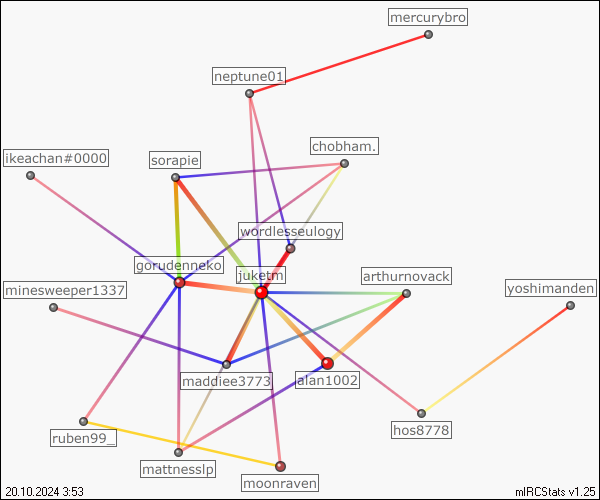 mercurybro
neptune01
chobham.
ikeachan#0000
sorapie
wordlesseulogy
gorudenneko
juketm
arthurnovack
minesweeper1337
yoshimanden
maddiee3773
alan1002
ruben99_
hos8778
mattnesslp
moonraven
20.10.2024 3:53
mIRCStats v1.25